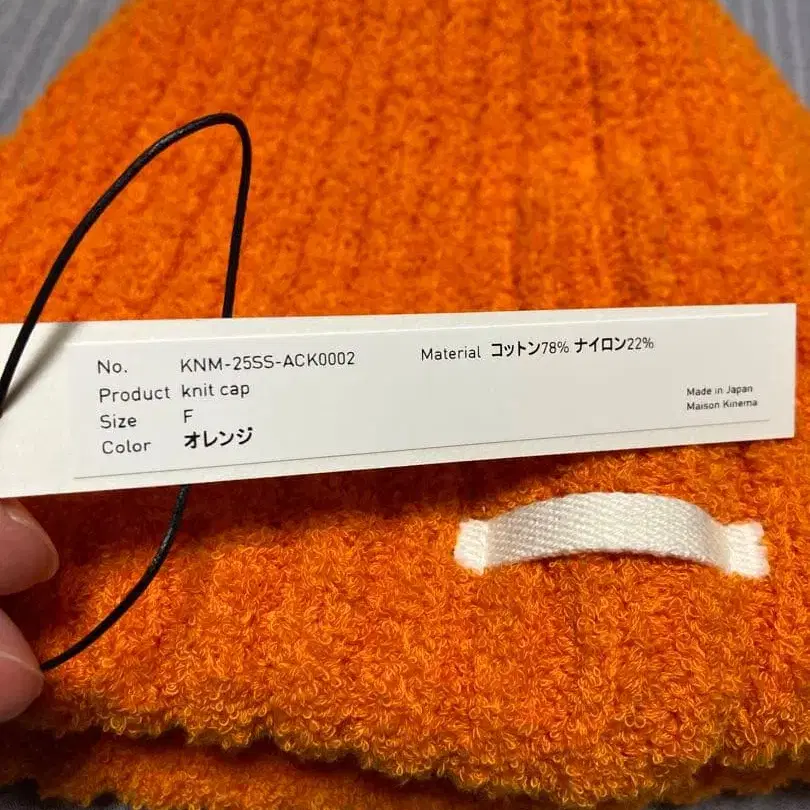 No. KNM-25SS-ACK0002
Product knit cap
Size F
Color オレンジ
Material コットン78% ナイロン22%
Made in Japan
Maison Kinema